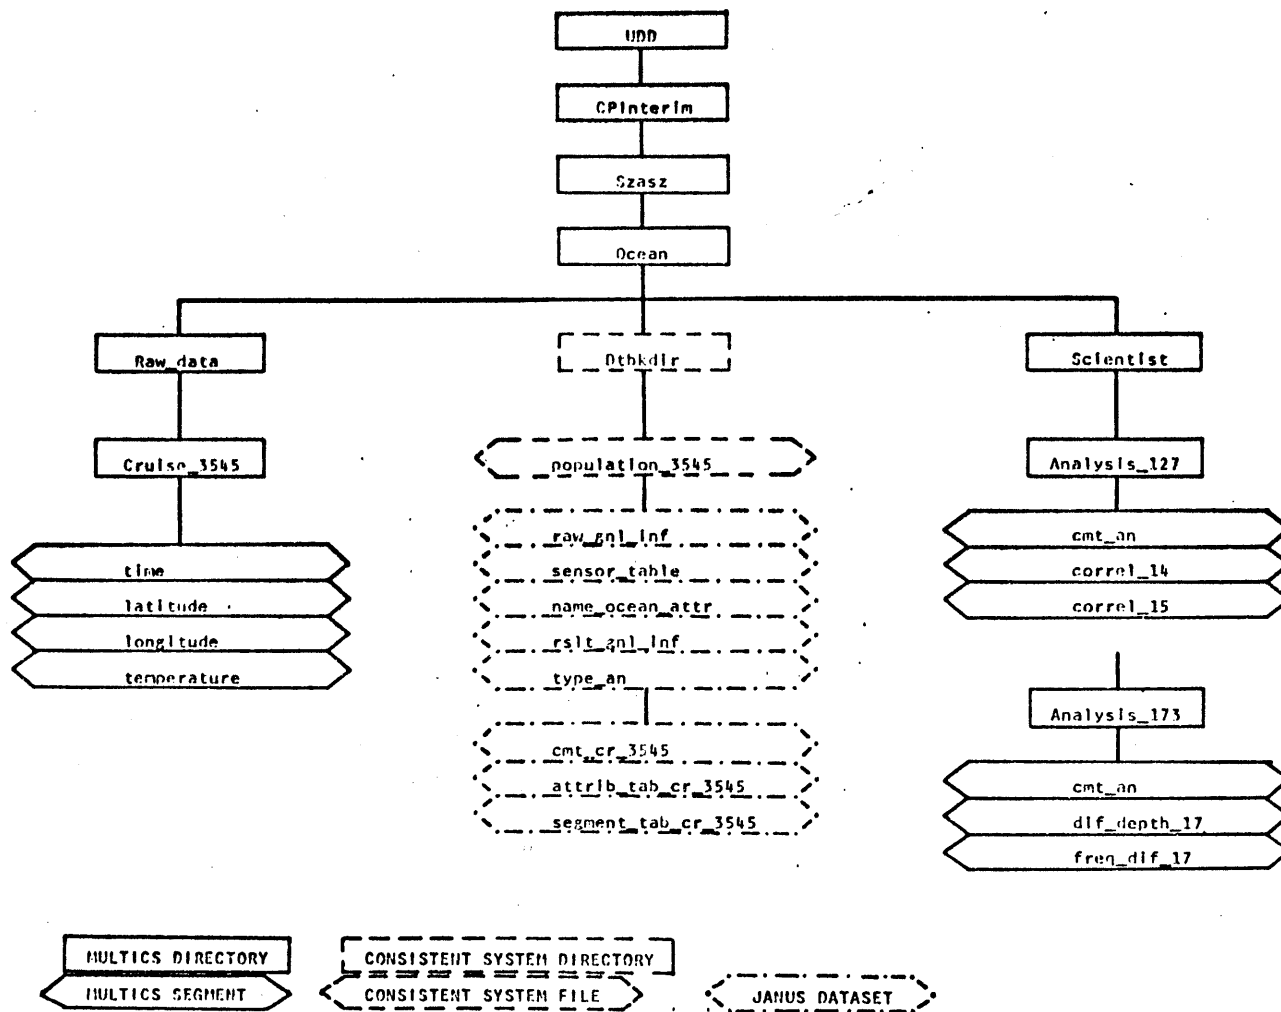 UDD
CPInterim
Szasz
Ocean
Raw_data
Dthkdir
Scientist
Cruise_3545
population_3545
Analysis_127
time
latitude
longitude
temperature
raw_gnl_inf
sensor_table
name_ocean_attr
rslt_gnl_inf
type_an
cmt_cr_3545
attrib_tab_cr_3545
segment_tab_cr_3545
cmt_an
correl_14
correl_15
Analysis_173
cmt_an
dif_depth_17
freq_dif_17
MULTICS DIRECTORY
CONSISTENT SYSTEM DIRECTORY
MULTICS SEGMENT
CONSISTENT SYSTEM FILE
JANUS DATASET